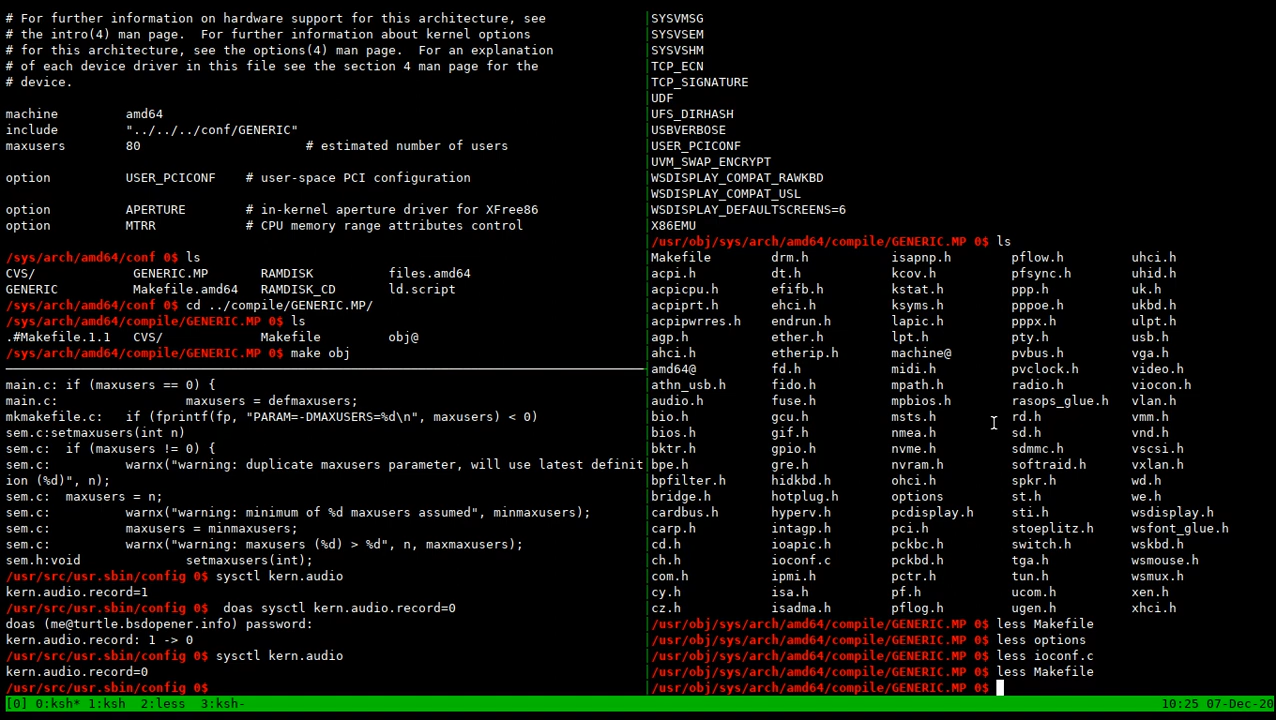 # For further information on hardware support for this architecture, see
# the intro(4) man page.  For further information about kernel options
# for this architecture, see the options(4) man page.  For an explanation
# of each device driver in this file see the section 4 man page for the
# device.
machine         amd64
include         "../../../conf/GENERIC"
maxusers        80                      # estimated number of users
option          USER_PCICONF    # user-space PCI configuration
option          APERTURE        # in-kernel aperture driver for XFree86
option          MTRR            # CPU memory range attributes control
/sys/arch/amd64/conf 0$ ls
CVS/             GENERIC.MP       RAMDISK          files.amd64
GENERIC          Makefile.amd64   RAMDISK_CD       ld.script
/sys/arch/amd64/conf 0$ cd ../compile/GENERIC.MP/
/sys/arch/amd64/compile/GENERIC.MP 0$ ls
.#Makefile.1.1   CVS/             Makefile         obj@
/sys/arch/amd64/compile/GENERIC.MP 0$ make obj
main.c: if (maxusers == 0) {
main.c:                 maxusers = defmaxusers;
mkmakefile.c:   if (fprintf(fp, "PARAM=-DMAXUSERS=%d\n", maxusers) < 0)
sem.c:setmaxusers(int n)
sem.c:  if (maxusers != 0) {
sem.c:          warnx("warning: duplicate maxusers parameter, will use latest definit
ion (%d)", n);
sem.c:  maxusers = n;
sem.c:          warnx("warning: minimum of %d maxusers assumed", minmaxusers);
sem.c:          maxusers = minmaxusers;
sem.c:          warnx("warning: maxusers (%d) > %d", n, maxmaxusers);
sem.h:void              setmaxusers(int);
/usr/src/usr.sbin/config 0$ sysctl kern.audio
kern.audio.record=1
/usr/src/usr.sbin/config 0$  doas sysctl kern.audio.record=0
doas (me@turtle.bsdopener.info) password:
kern.audio.record: 1 -> 0
/usr/src/usr.sbin/config 0$ sysctl kern.audio
kern.audio.record=0
/usr/src/usr.sbin/config 0$
SYSVMSG
SYSVSEM
SYSVSHM
TCP_ECN
TCP_SIGNATURE
UDF
UFS_DIRHASH
USBVERBOSE
USER_PCICONF
UVM_SWAP_ENCRYPT
WSDISPLAY_COMPAT_RAWKBD
WSDISPLAY_COMPAT_USL
WSDISPLAY_DEFAULTSCREENS=6
X86EMU
/usr/obj/sys/arch/amd64/compile/GENERIC.MP 0$ ls
Makefile        drm.h           isapnp.h        pflow.h         uhci.h
acpi.h          dt.h            kcov.h          pfsync.h        uhid.h
acpicpu.h       efifb.h         kstat.h         ppp.h           uk.h
acpiprt.h       ehci.h          ksyms.h         pppoe.h         ukbd.h
acpipwrres.h    endrun.h        lapic.h         pppx.h          ulpt.h
agp.h           ether.h         lpt.h           pty.h           usb.h
ahci.h          etherip.h       machine@        pvbus.h         vga.h
amd64@          fd.h            midi.h          pvclock.h       video.h
athn_usb.h      fido.h          mpath.h         radio.h         viocon.h
audio.h         fuse.h          mpbios.h        rasops_glue.h   vlan.h
bio.h           gcu.h           msts.h          rd.h            vmm.h
bios.h          gif.h           nmea.h          sd.h            vnd.h
bktr.h          gpio.h          nvme.h          sdmmc.h         vscsi.h
bpe.h           gre.h           nvram.h         softraid.h      vxlan.h
bpfilter.h      hidkbd.h        ohci.h          spkr.h          wd.h
bridge.h        hotplug.h       options         st.h            we.h
cardbus.h       hyperv.h        pcdisplay.h     sti.h           wsdisplay.h
carp.h          intagp.h        pci.h           stoeplitz.h     wsfont_glue.h
cd.h            ioapic.h        pckbc.h         switch.h        wskbd.h
ch.h            ioconf.c        pckbd.h         tga.h           wsmouse.h
com.h           ipmi.h          pctr.h          tun.h           wsmux.h
cy.h            isa.h           pf.h            ucom.h          xen.h
cz.h            isadma.h        pflog.h         ugen.h          xhci.h
/usr/obj/sys/arch/amd64/compile/GENERIC.MP 0$ less Makefile
/usr/obj/sys/arch/amd64/compile/GENERIC.MP 0$ less options
/usr/obj/sys/arch/amd64/compile/GENERIC.MP 0$ less ioconf.c
/usr/obj/sys/arch/amd64/compile/GENERIC.MP 0$ less Makefile
/usr/obj/sys/arch/amd64/compile/GENERIC.MP 0$
[0] 0:ksh* 1:ksh  2:less  3:ksh-                    10:25 07-Dec-20